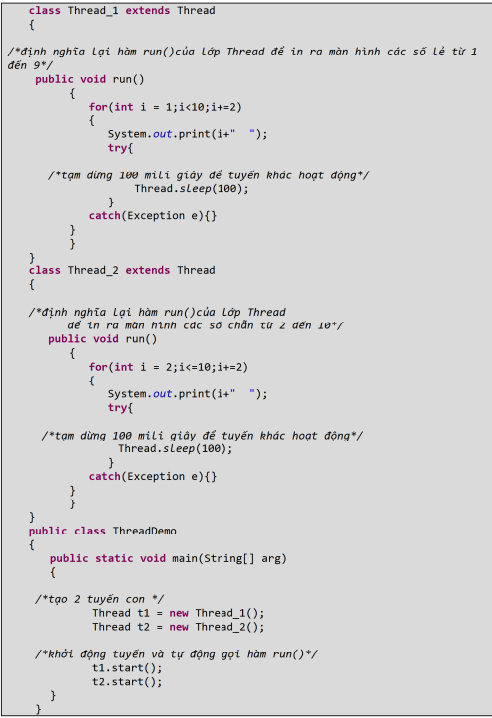 class Thread_1 extends Thread
{
/*định nghĩa lại hàm run()của lớp Thread để in ra màn hình các số lẻ từ 1
đến 9*/
public void run()
{
for(int i = 1;i<10;i+=2)
{
System.out.print(i+"  ");
try{
/*tạm dừng 100 mili giây để tuyến khác hoạt động*/
Thread.sleep(100);
}
catch(Exception e){}
}
}
}
class Thread_2 extends Thread
{
/*định nghĩa lại hàm run()của lớp Thread
để in ra màn hình các số chẵn từ 2 đến 10*/
public void run()
{
for(int i = 2;i<=10;i+=2)
{
System.out.print(i+"  ");
try{
/*tạm dừng 100 mili giây để tuyến khác hoạt động*/
Thread.sleep(100);
}
catch(Exception e){}
}
}
}
public class ThreadDemo
{
public static void main(String[] arg)
{
/*tạo 2 tuyến con */
Thread t1 = new Thread_1();
Thread t2 = new Thread_2();
/*khởi động tuyến và tự động gọi hàm run()*/
t1.start();
t2.start();
}
}